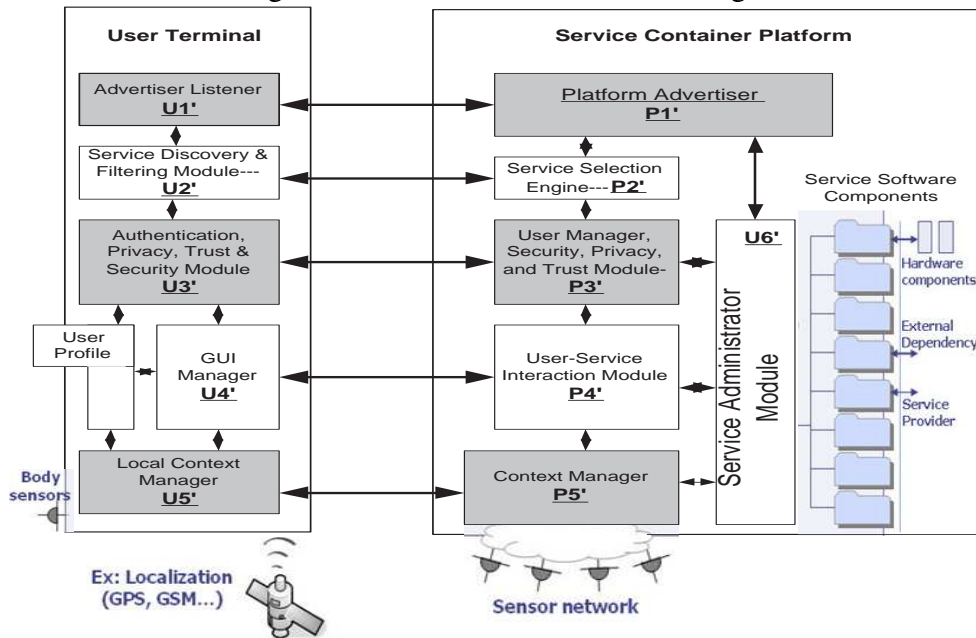 User Terminal
Advertiser Listener
U1'
Service Discovery &
Filtering Module---
U2'
Authentication,
Privacy, Trust &
Security Module
U3'
User
Profile
GUI
Manager
U4'
Local Context
Manager
U5'
Body
sensors
Ex: Localization
(GPS, GSM...)
Service Container Platform
Platform Advertiser
P1'
Service Selection
Engine---P2'
User Manager,
Security, Privacy,
and Trust Module-
P3'
User-Service
Interaction Module
P4'
Context Manager
P5'
Sensor network
U6'
Service Administrator
Module
Service Software
Components
Hardware
components
External
Dependency
Service
Provider